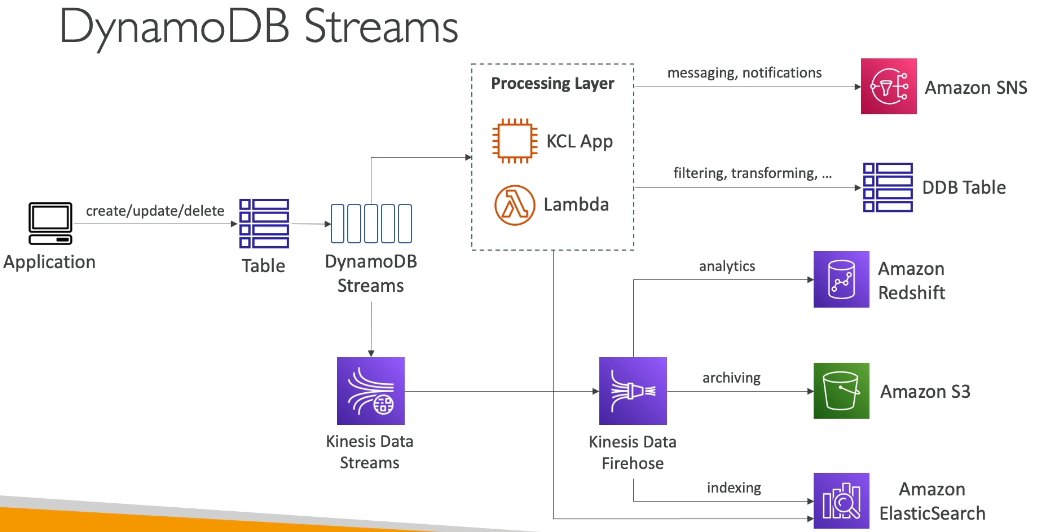 DynamoDB Streams
Processing Layer
KCL App
Lambda
messaging, notifications
Amazon SNS
filtering, transforming, ...
DDB Table
create/update/delete
Application
Table
DynamoDB
Streams
analytics
Amazon
Redshift
archiving
Amazon S3
Kinesis Data
Streams
Kinesis Data
Firehose
indexing
Amazon
ElasticSearch